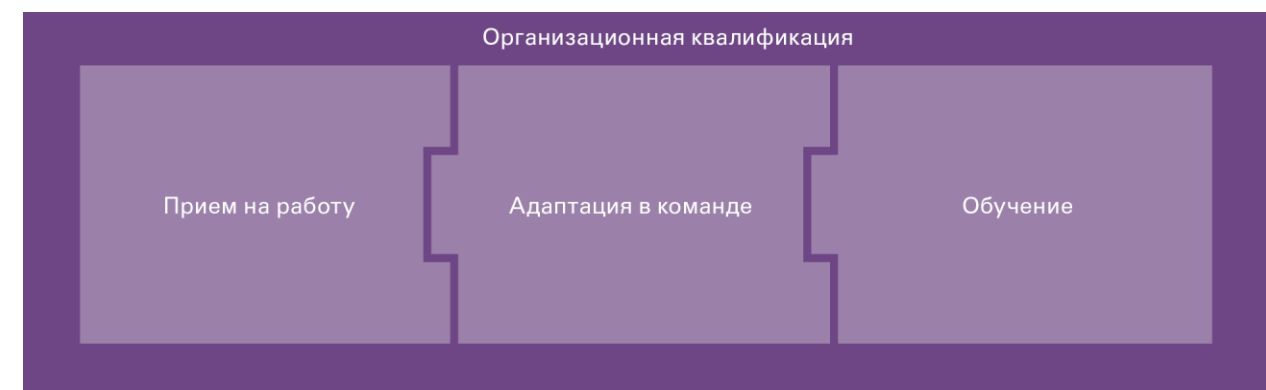 Организационная квалификация
Прием на работу
Адаптация в команде
Обучение